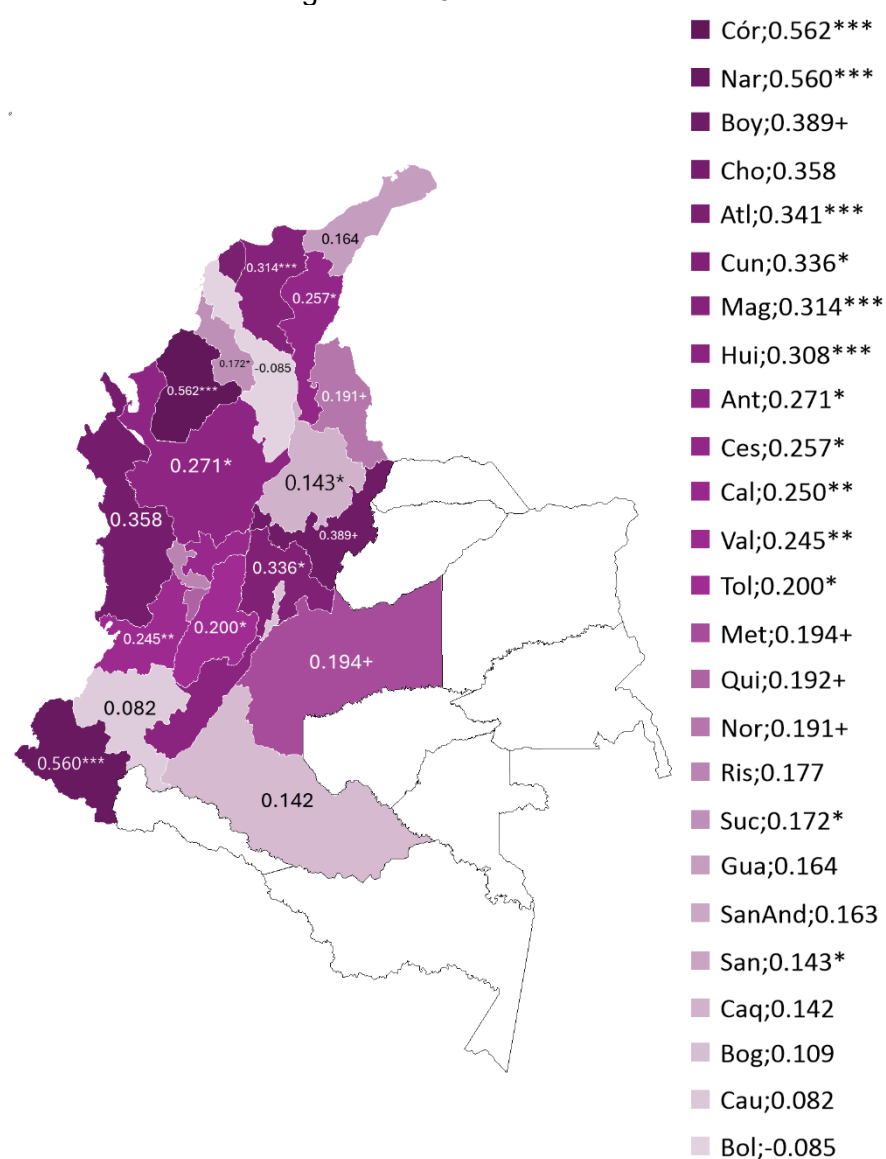 Cór;0.562***
Nar;0.560***
Boy;0.389+
Cho;0.358
Atl;0.341***
Cun;0.336*
Mag;0.314***
Hui;0.308***
Ant;0.271*
Ces;0.257*
Cal;0.250**
Val;0.245**
Tol;0.200*
Met;0.194+
Qui;0.192+
Nor;0.191+
Ris;0.177
Suc;0.172*
Gua;0.164
SanAnd;0.163
San;0.143*
Caq;0.142
Bog;0.109
Cau;0.082
Bol;-0.085
0.164
0.314***
0.257*
0.172*
-0.085
0.562***
0.191+
0.271*
0.143*
0.358
0.389+
0.336*
0.245**
0.200*
0.194+
0.082
0.560***
0.142